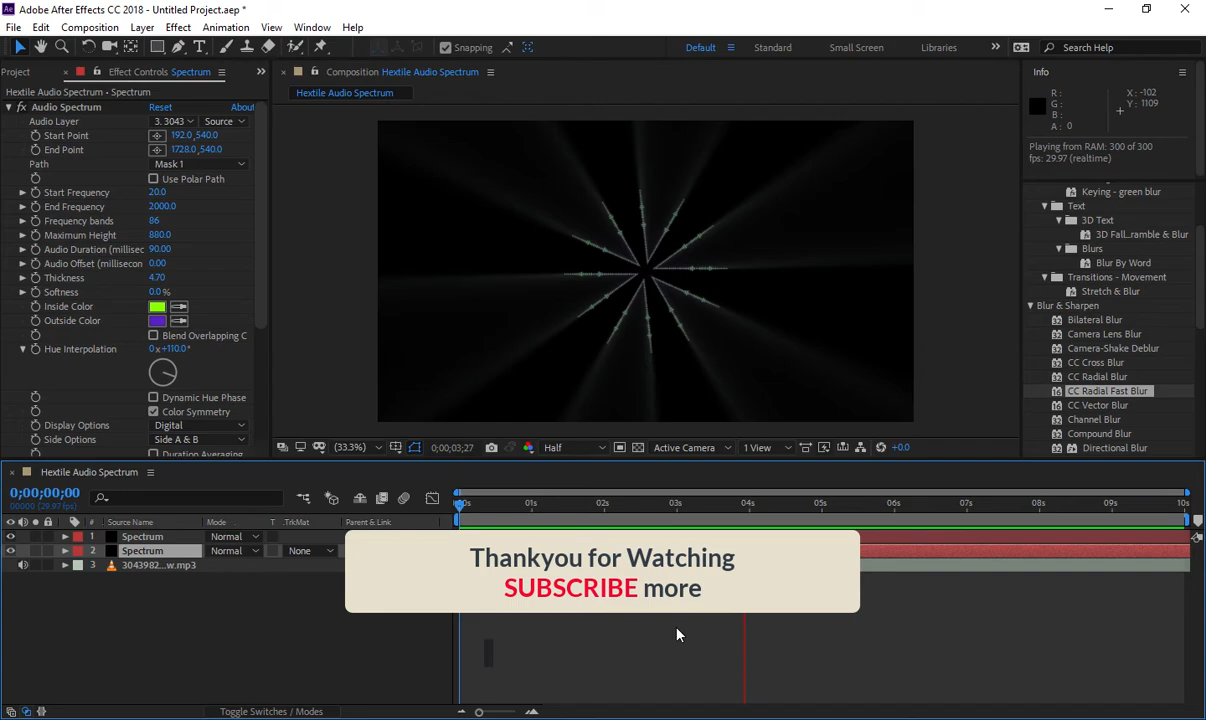 Adobe After Effects CC 2018 - Untitled Project.aep *
File Edit Composition Layer Effect Animation View Window Help
Snapping Default Standard Small Screen Libraries Search Help
Project Effect Controls Spectrum
Hextile Audio Spectrum • Spectrum
Audio Spectrum Reset About
Audio Layer 3. 3043 Source
Start Point 192.0,540.0
End Point 1728.0,540.0
Path Mask 1
Use Polar Path
Start Frequency 20.0
End Frequency 2000.0
Frequency bands 86
Maximum Height 880.0
Audio Duration (millisec 90.00
Audio Offset (millisecon 0.00
Thickness 4.70
Softness 0.0 %
Inside Color
Outside Color
Blend Overlapping C
Hue Interpolation 0 x+110.0°
Dynamic Hue Phase
Color Symmetry
Display Options Digital
Side Options Side A & B
Duration Averaging
Composition Hextile Audio Spectrum
Hextile Audio Spectrum
(33.3%) 0;00;03;27 Half Active Camera 1 View +0.0
Info
R: X: -102
G: Y: 1109
B:
A: 0
Playing from RAM: 300 of 300
fps: 29.97 (realtime)
Keying - green blur
Text
3D Text
3D Fall...ramble & Blur
Blurs
Blur By Word
Transitions - Movement
Stretch & Blur
Blur & Sharpen
Bilateral Blur
Camera Lens Blur
Camera-Shake Deblur
CC Cross Blur
CC Radial Blur
CC Radial Fast Blur
CC Vector Blur
Channel Blur
Compound Blur
Directional Blur
Hextile Audio Spectrum
0;00;00;00
00000 (29.97 fps)
:00s 01s 02s 03s 04s 05s 06s 07s 08s 09s 10s
# Source Name Mode T .TrkMat Parent & Link
1 Spectrum Normal
2 Spectrum Normal None
3 3043982...w.mp3
Thankyou for Watching
SUBSCRIBE more
Toggle Switches / Modes